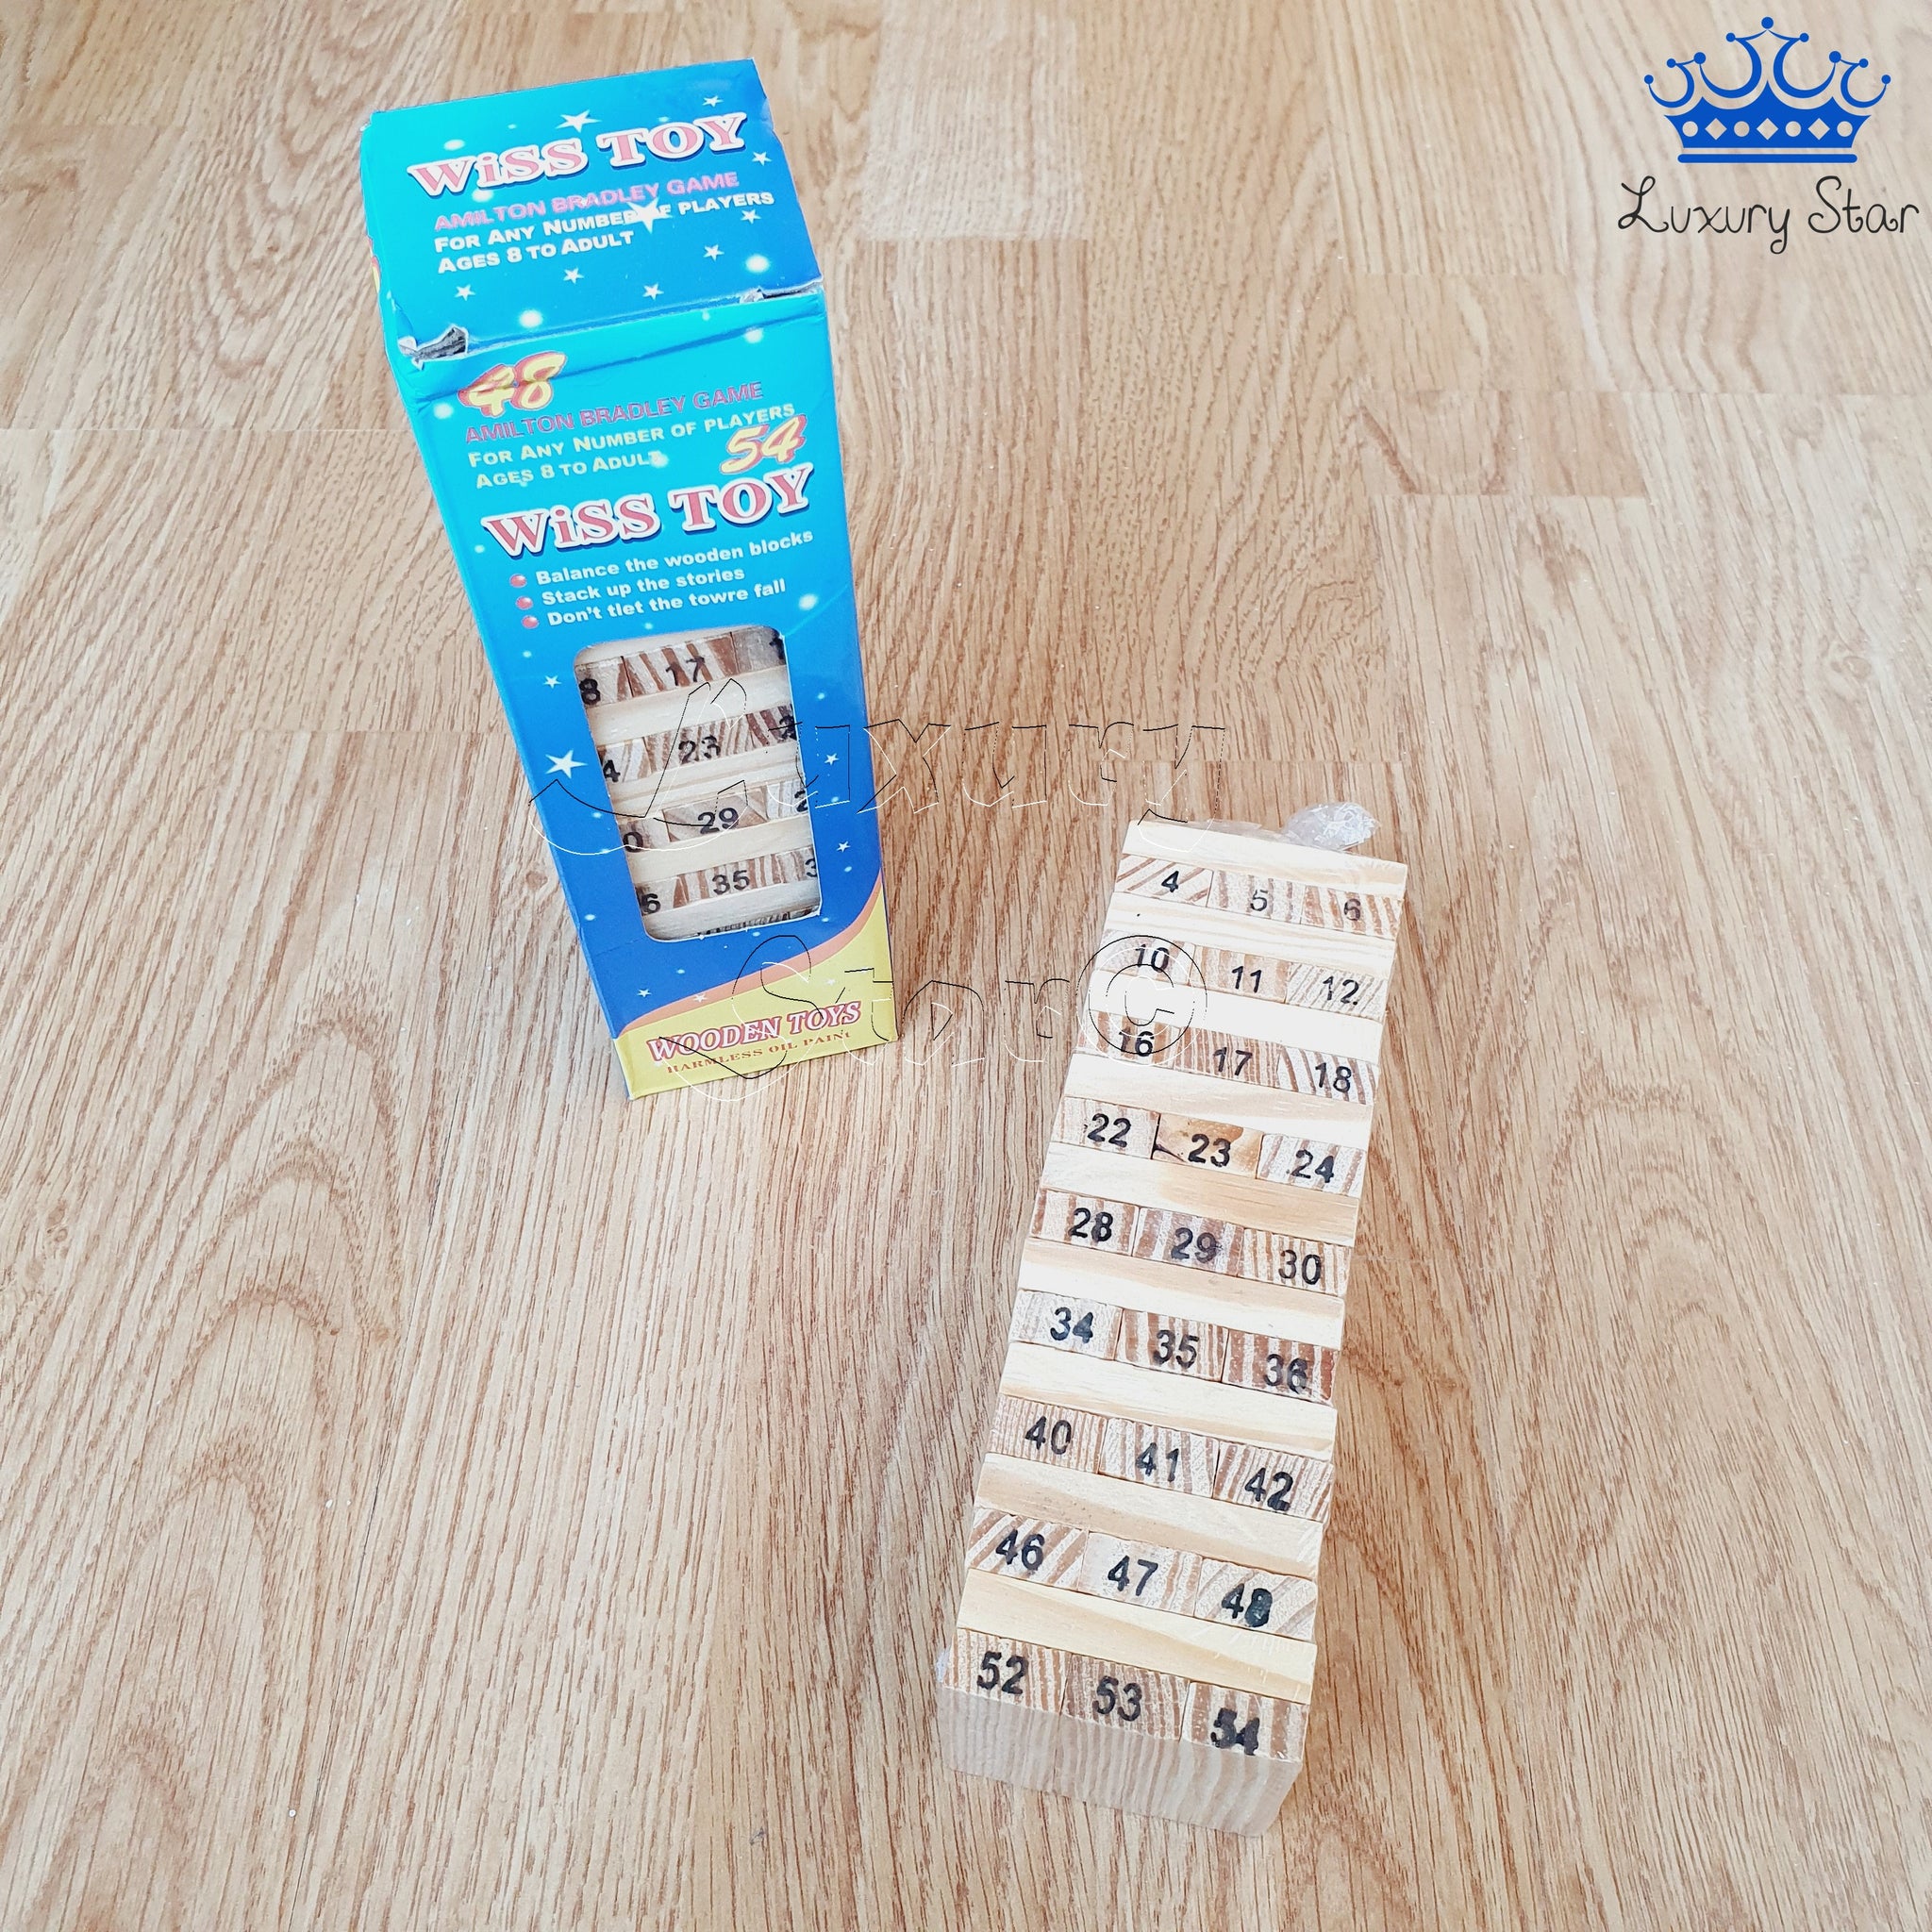 Luxury Star
WiSS TOY
AMILTON BRADLEY GAME
FOR ANY NUMBER OF PLAYERS
AGES 8 TO ADULT
48
AMILTON BRADLEY GAME
FOR ANY NUMBER OF PLAYERS
54
AGES 8 TO ADULT
WiSS TOY
Balance the wooden blocks
Stack up the stories
Don't tlet the towre fall
17
23
29
35
WOODEN TOYS
HARMLESS OIL PAINt
Luxury
Star©
4 5 6
10 11 12
16 17 18
22 23 24
28 29 30
34 35 36
40 41 42
46 47 48
52 53 54